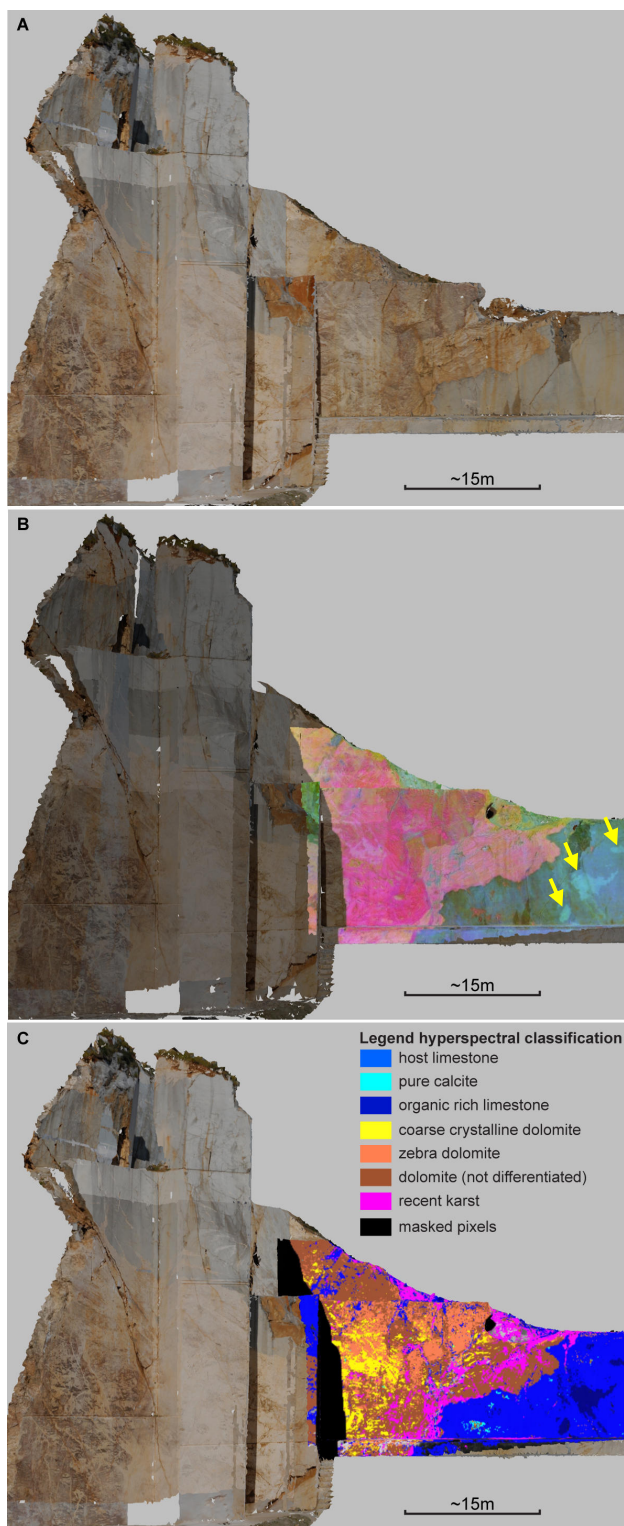 A
~15m
B
~15m
C
Legend hyperspectral classification
host limestone
pure calcite
organic rich limestone
coarse crystalline dolomite
zebra dolomite
dolomite (not differentiated)
recent karst
masked pixels
~15m